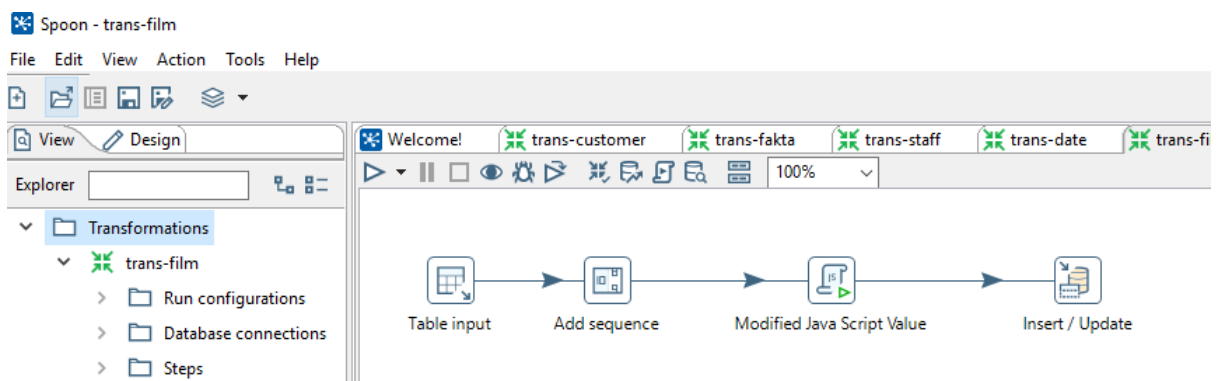 Spoon - trans-film
File Edit View Action Tools Help
View Design
Welcome! trans-customer trans-fakta trans-staff trans-date trans-fi
Explorer
100%
Transformations
trans-film
Run configurations
Database connections
Steps
Table input Add sequence Modified Java Script Value Insert / Update